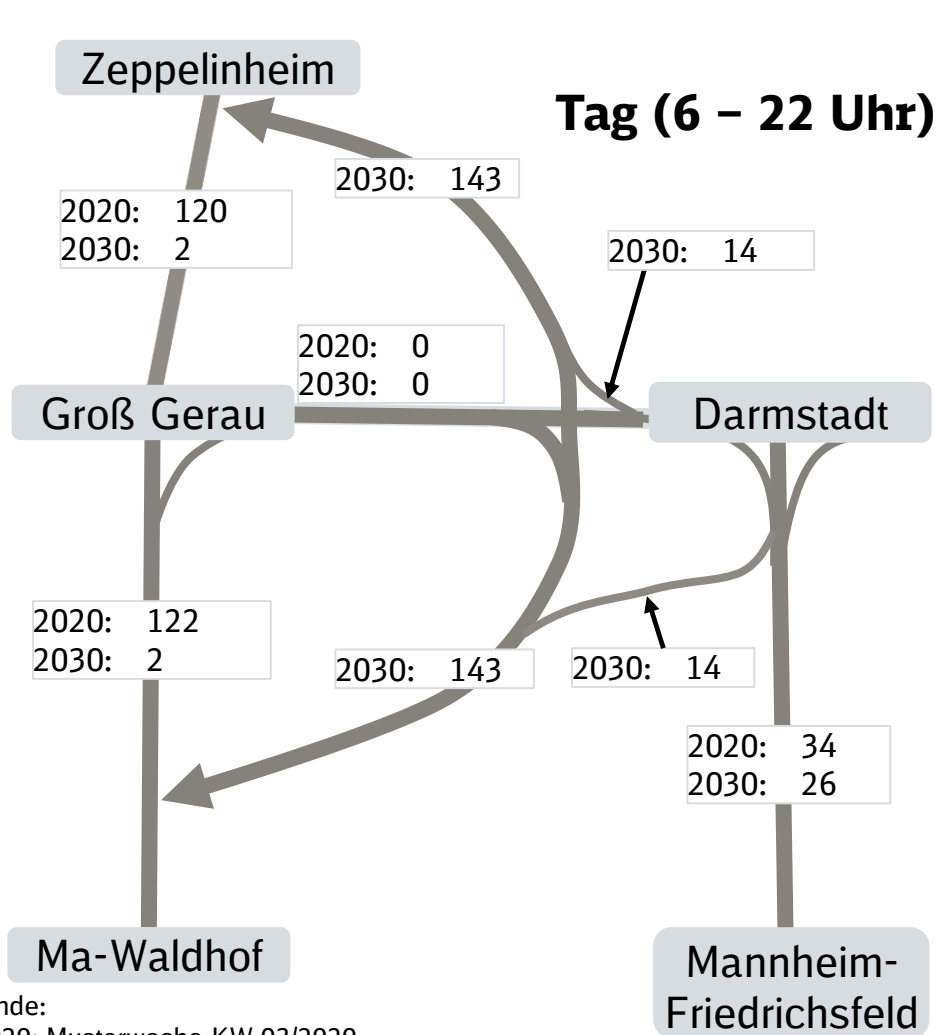 Zeppelinheim
Tag (6 – 22 Uhr)
2030: 143
2020: 120
2030: 2
2030: 14
2020: 0
2030: 0
Groß Gerau
Darmstadt
2020: 122
2030: 2
2030: 143
2030: 14
2020: 34
2030: 26
Ma-Waldhof
Mannheim-
Friedrichsfeld
nde: